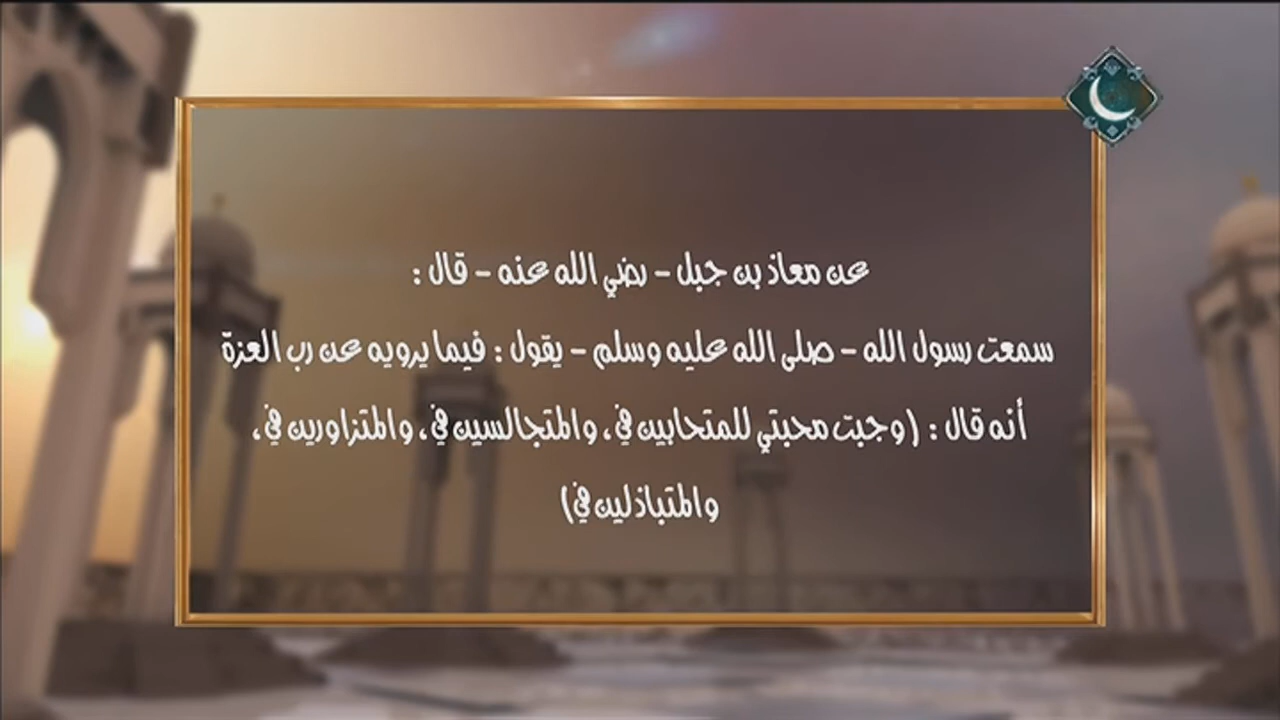 عن معاذ بن جبل – رضي الله عنه – قال :
سمعت رسول الله – صلى الله عليه وسلم – يقول : فيما يرويه عن رب العزة
أنه قال : (وجبت محبتي للمتحابين في، والمتجالسين في، والمتزاورين في،
والمتباذلين في)